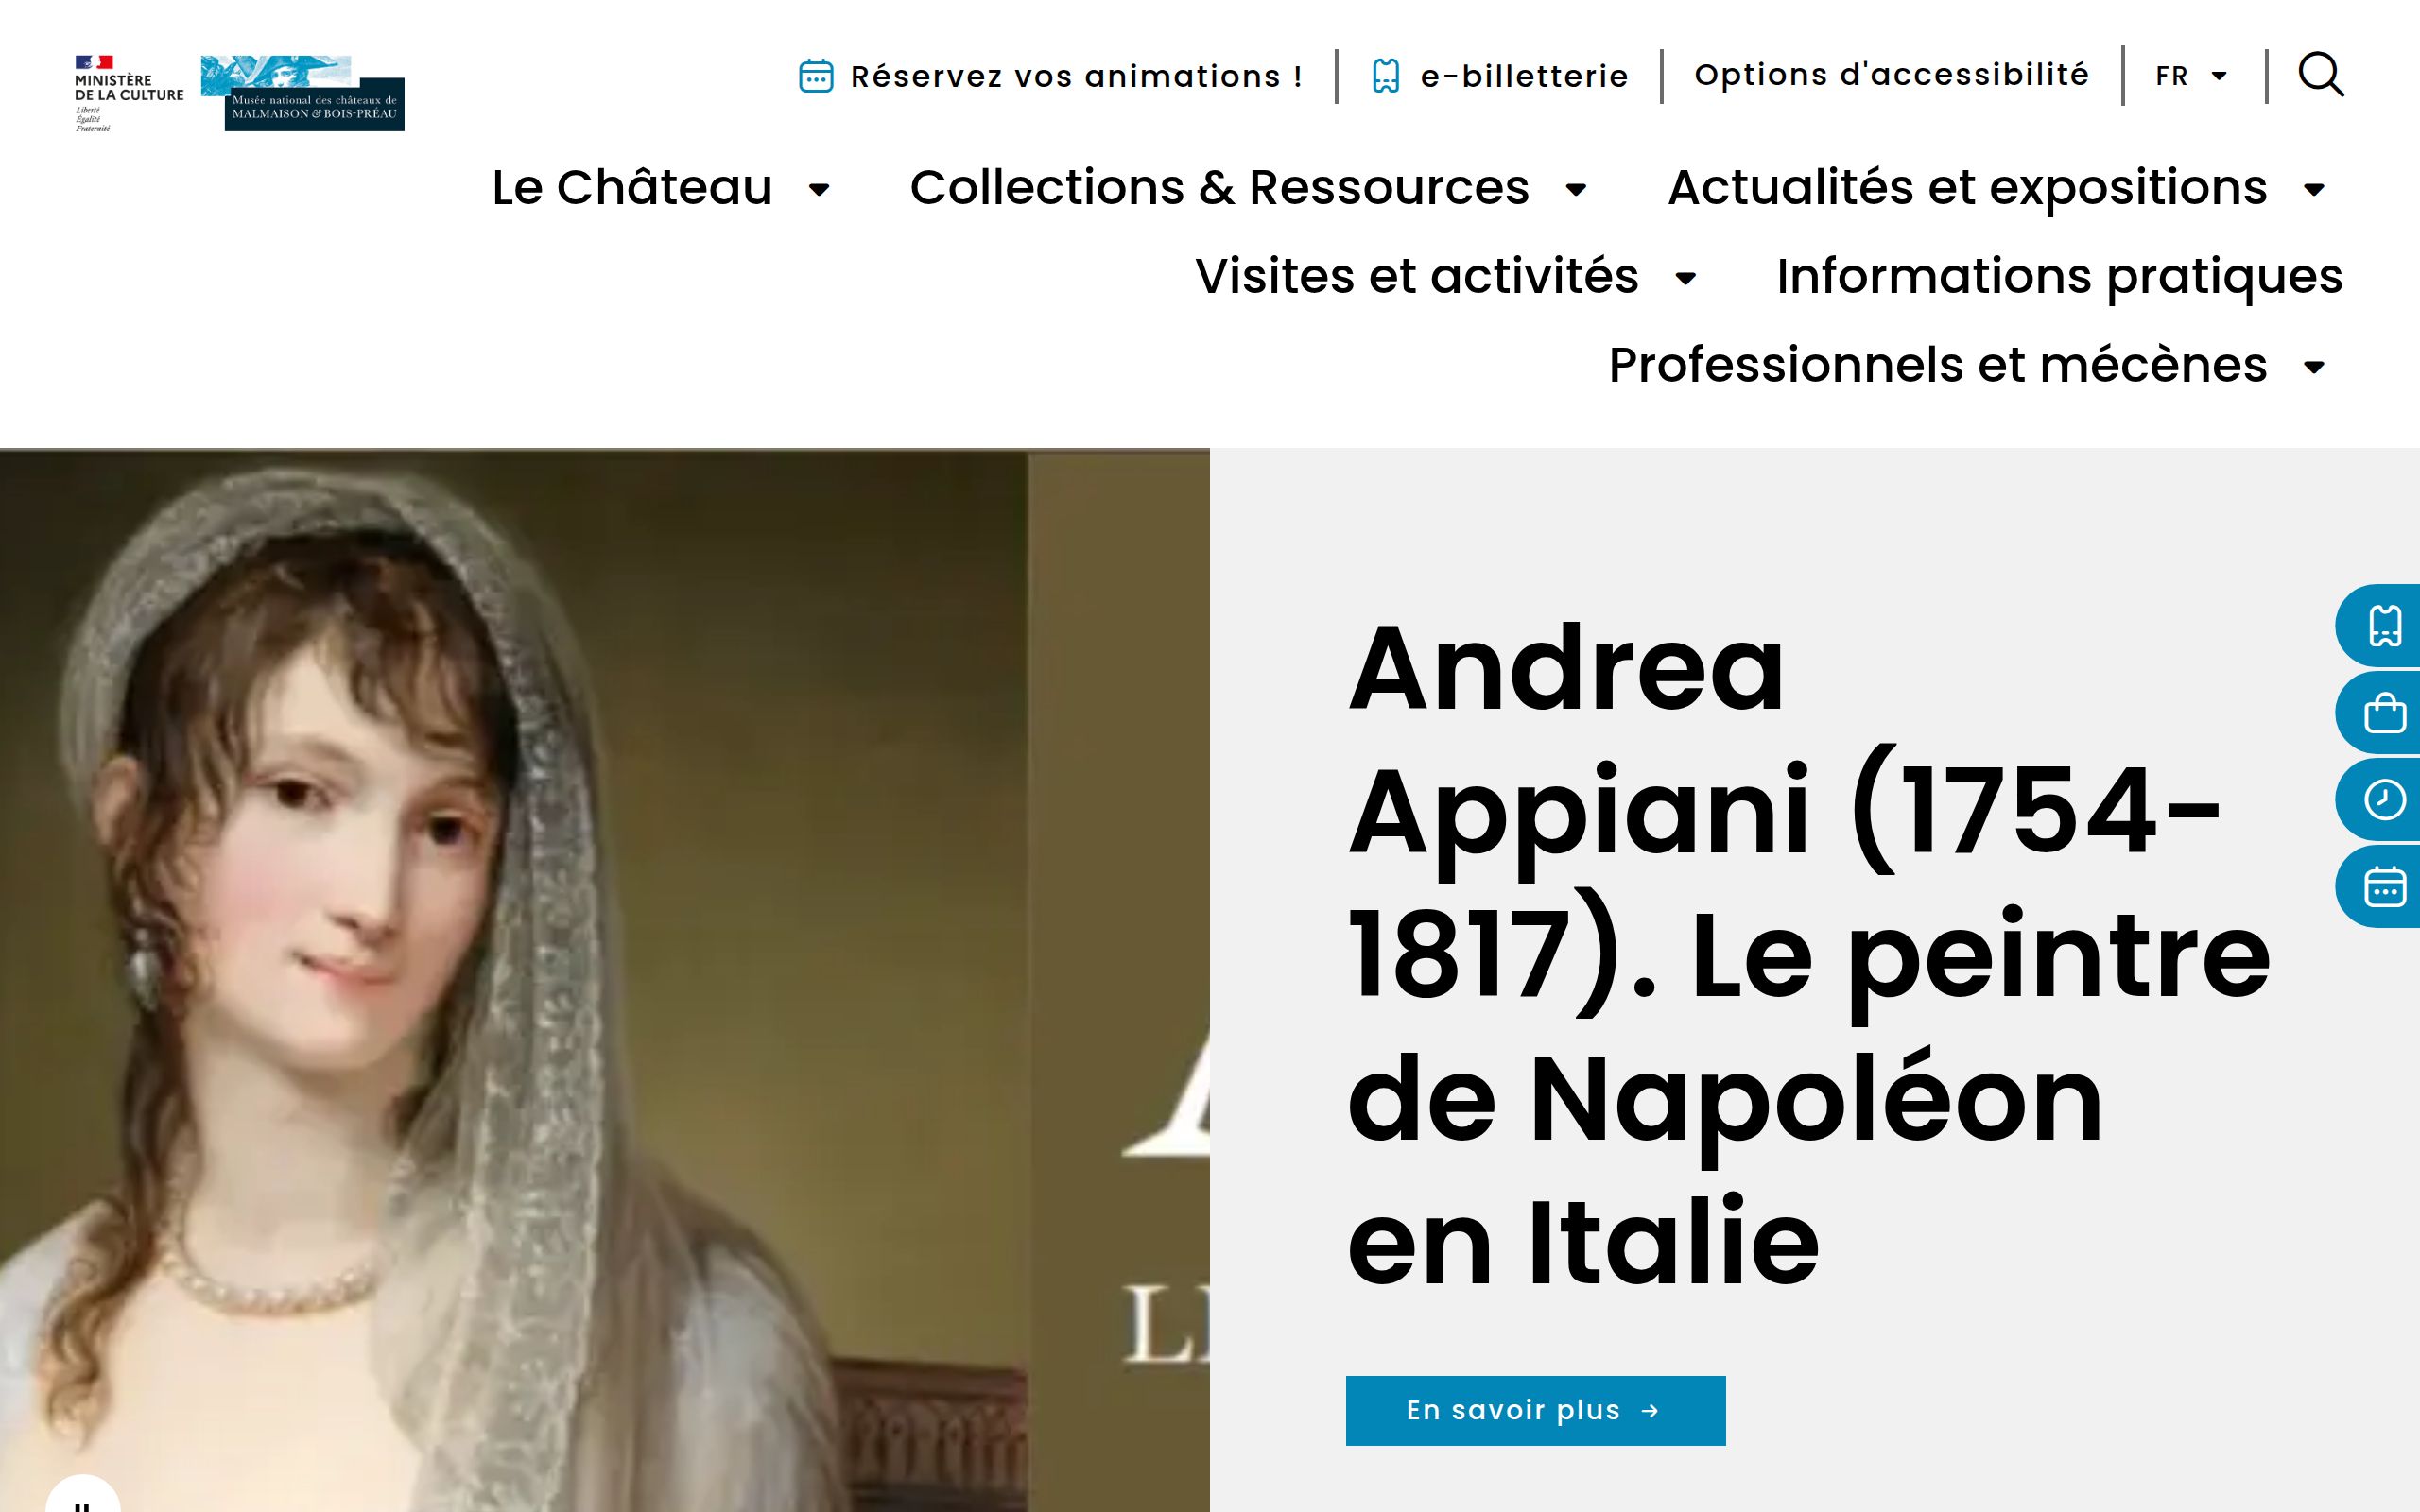 MINISTÈRE
DE LA CULTURE
Liberté
Égalité
Fraternité
Musée national des châteaux de
MALMAISON & BOIS-PRÉAU
Réservez vos animations !
e-billetterie
Options d'accessibilité
FR
Le Château
Collections & Ressources
Actualités et expositions
Visites et activités
Informations pratiques
Professionnels et mécènes
Andrea
Appiani (1754-
1817). Le peintre
de Napoléon
en Italie
En savoir plus →